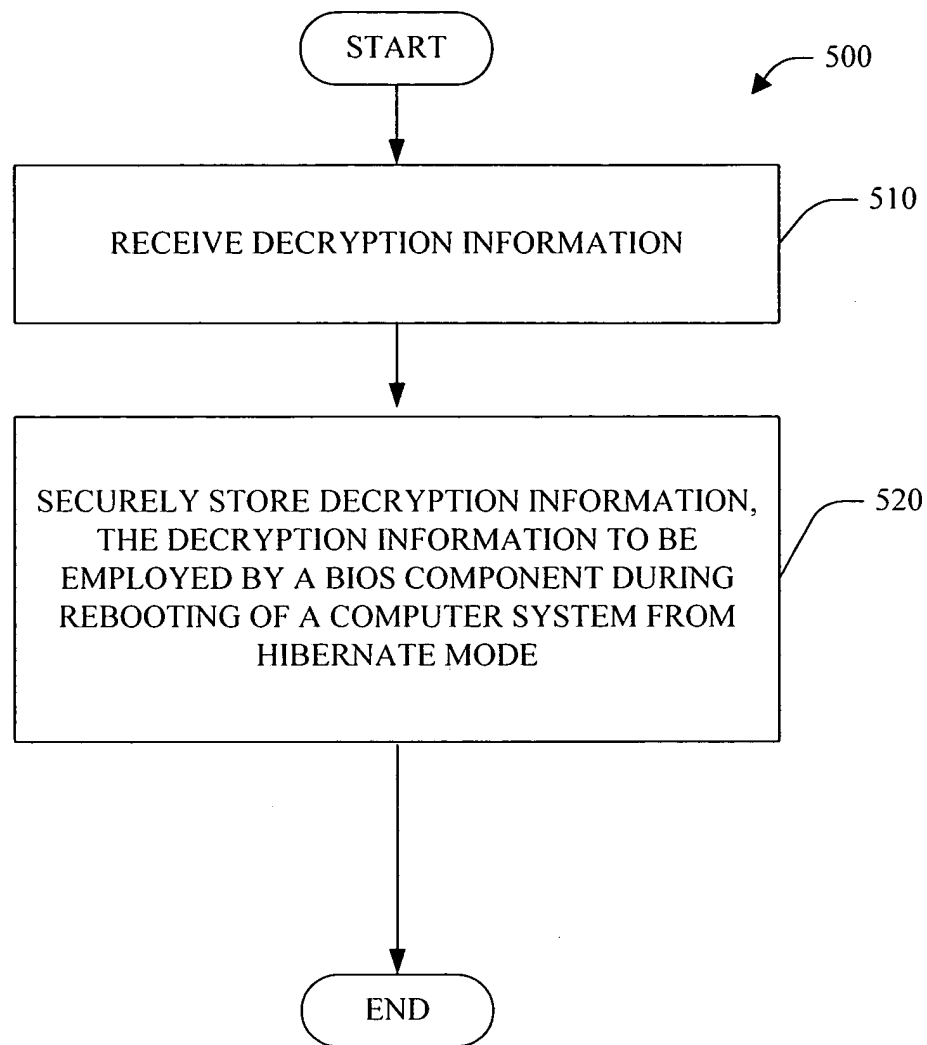 START
500
RECEIVE DECRYPTION INFORMATION
510
SECURELY STORE DECRYPTION INFORMATION,
THE DECRYPTION INFORMATION TO BE
EMPLOYED BY A BIOS COMPONENT DURING
REBOOTING OF A COMPUTER SYSTEM FROM
HIBERNATE MODE
520
END